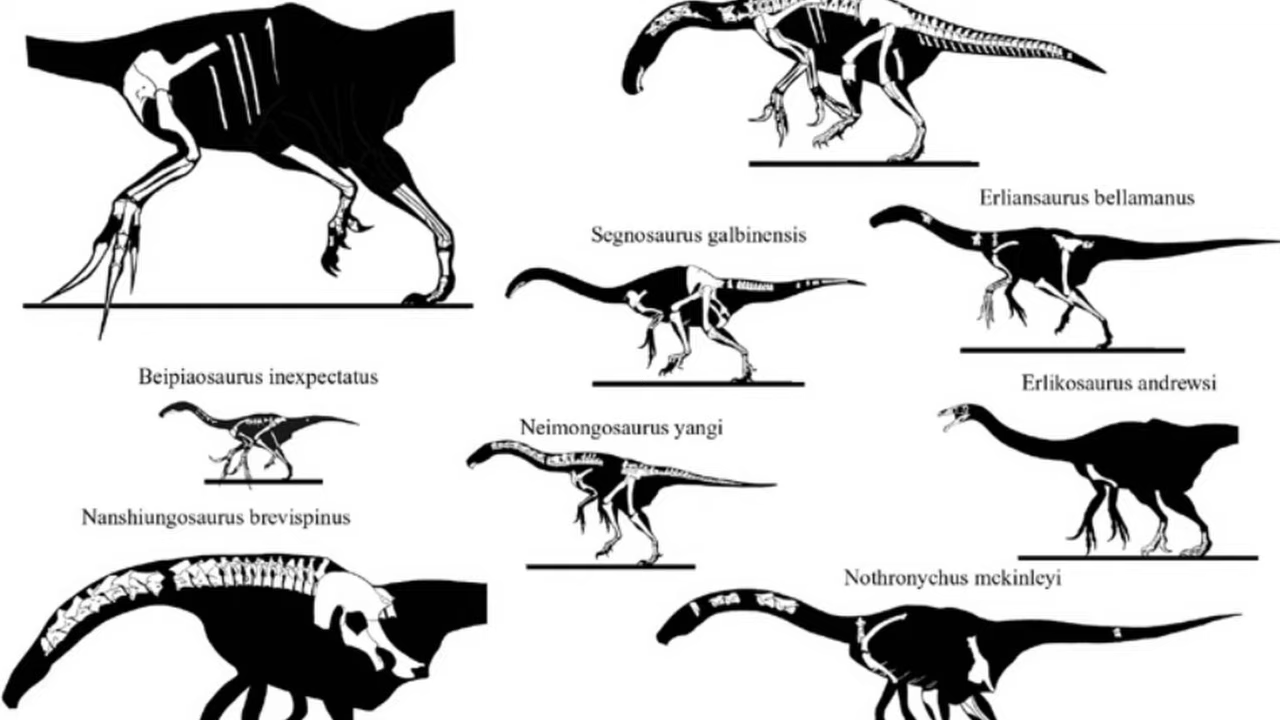 Erliansaurus bellamanus
Segnosaurus galbinensis
Beipiaosaurus inexpectatus
Erlikosaurus andrewsi
Neimongosaurus yangi
Nanshiungosaurus brevispinus
Nothronychus mckinleyi